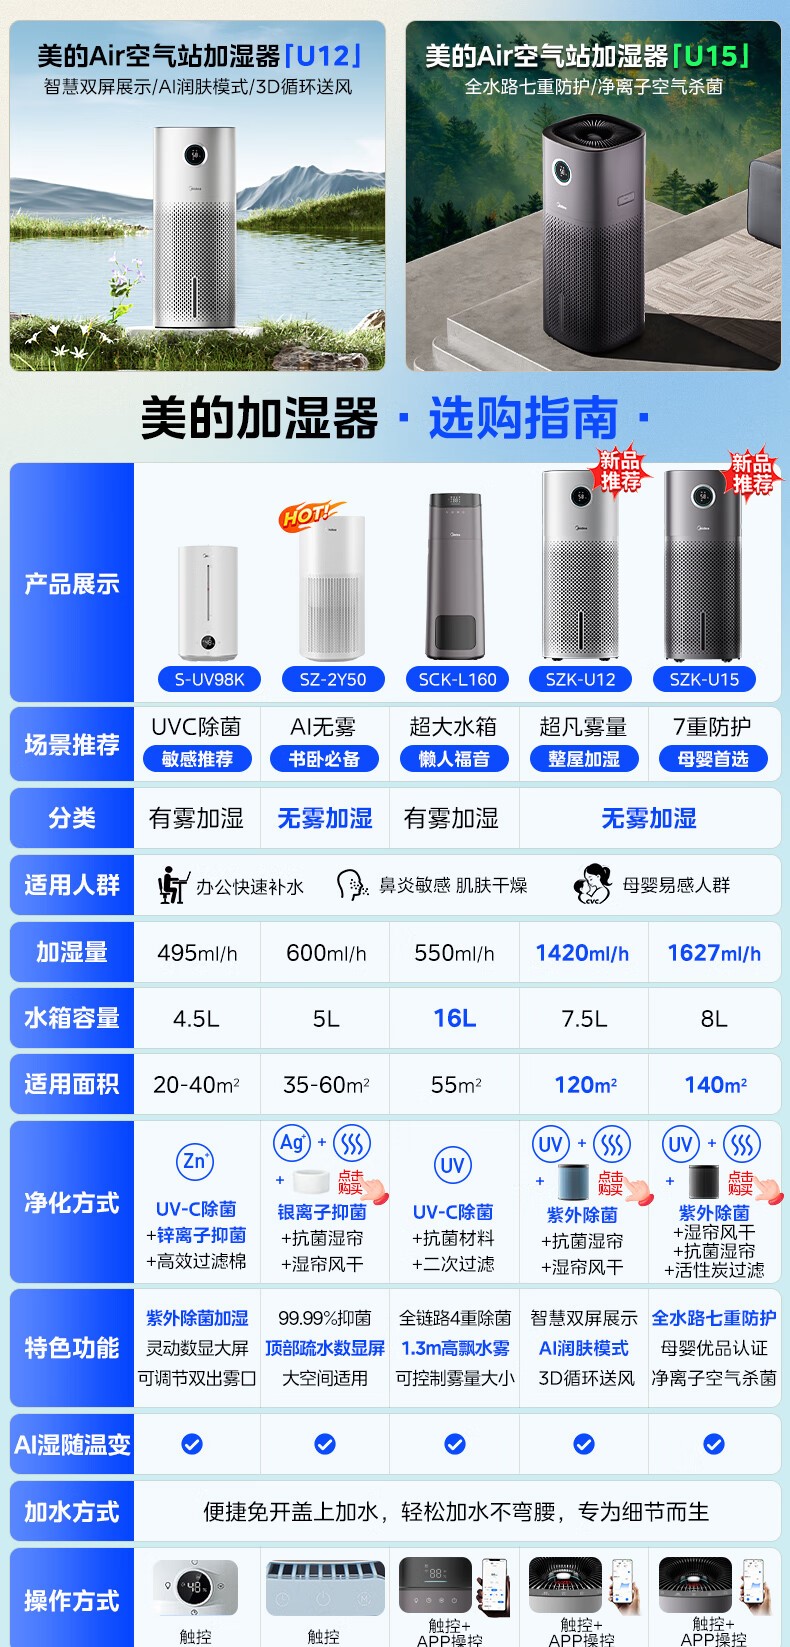 美的Air空气站加湿器「U12」
智慧双屏展示/AI润肤模式/3D循环送风
美的Air空气站加湿器「U15」
全水路七重防护/净离子空气杀菌
美的加湿器·选购指南·
产品展示
HOT!
新品
推荐
新品
推荐
S-UV98K
SZ-2Y50
SCK-L160
SZK-U12
SZK-U15
场景推荐
UVC除菌
敏感推荐
AI无雾
书卧必备
超大水箱
懒人福音
超凡雾量
整屋加湿
7重防护
母婴首选
分类
有雾加湿
无雾加湿
有雾加湿
无雾加湿
适用人群
办公快速补水
鼻炎敏感 肌肤干燥
CVC
母婴易感人群
加湿量
495ml/h
600ml/h
550ml/h
1420ml/h
1627ml/h
水箱容量
4.5L
5L
16L
7.5L
8L
适用面积
20-40m²
35-60m²
55m²
120m²
140m²
净化方式
Zn⁺
UV-C除菌
+锌离子抑菌
+高效过滤棉
Ag⁺ +
+
点击
购买
银离子抑菌
+抗菌湿帘
+湿帘风干
UV
UV-C除菌
+抗菌材料
+二次过滤
UV +
+
点击
购买
紫外除菌
+抗菌湿帘
+湿帘风干
UV +
+
点击
购买
紫外除菌
+湿帘风干
+抗菌湿帘
+活性炭过滤
特色功能
紫外除菌加湿
灵动数显大屏
可调节双出雾口
99.99%抑菌
顶部疏水数显屏
大空间适用
全链路4重除菌
1.3m高飘水雾
可控制雾量大小
智慧双屏展示
AI润肤模式
3D循环送风
全水路七重防护
母婴优品认证
净离子空气杀菌
AI湿随温变
加水方式
便捷免开盖上加水，轻松加水不弯腰，专为细节而生
操作方式
触控
触控
触控+
APP操控
触控+
APP操控
触控+
APP操控